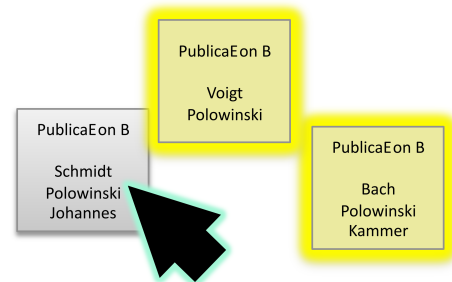 PublicaEon B
Voigt
Polowinski
PublicaEon B
Schmidt
Polowinski
Johannes
PublicaEon B
Bach
Polowinski
Kammer